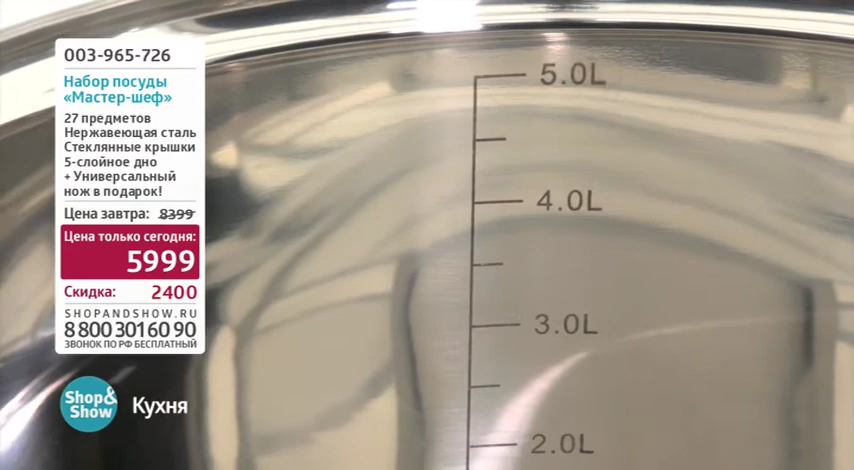 003-965-726
Набор посуды
«Мастер-шеф»
27 предметов
Нержавеющая сталь
Стеклянные крышки
5-слойное дно
+ Универсальный
нож в подарок!
Цена завтра: 8399
Цена только сегодня:
5999
Скидка: 2400
SHOPANDSHOW.RU
8 800 301 60 90
ЗВОНОК ПО РФ БЕСПЛАТНЫЙ
Shop&
Show
Кухня
5.0L
4.0L
3.0L
2.0L